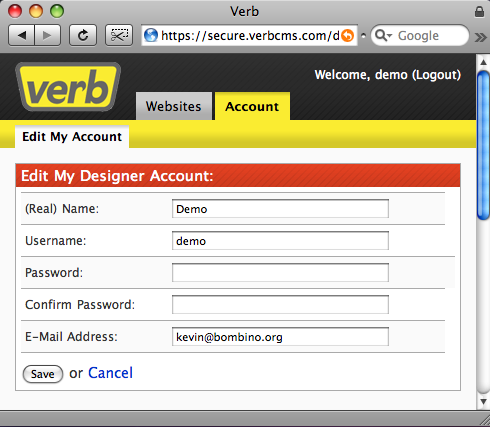 Verb
https://secure.verbcms.com/d
Google
verb
Welcome, demo (Logout)
Websites
Account
Edit My Account
Edit My Designer Account:
(Real) Name: Demo
Username: demo
Password:
Confirm Password:
E-Mail Address: kevin@bombino.org
Save or Cancel